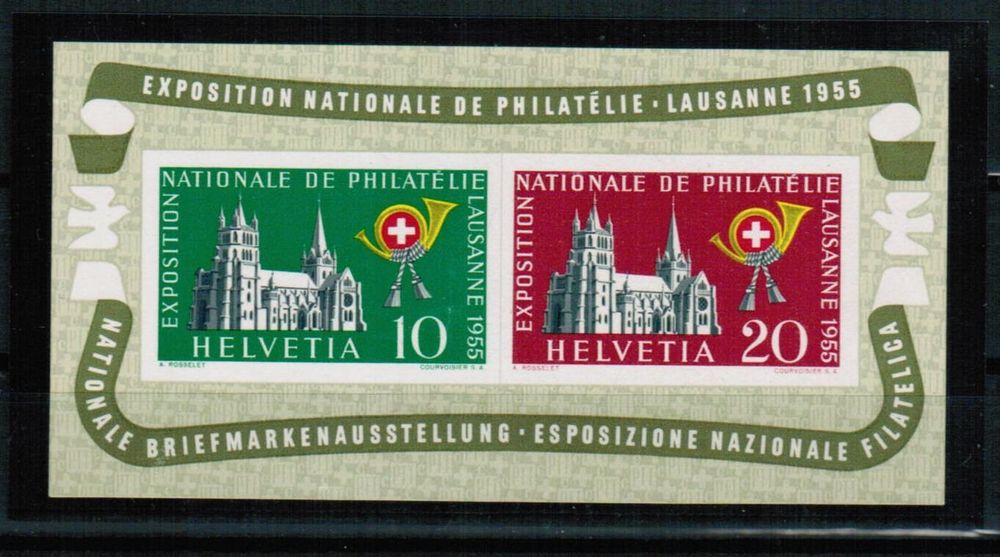 EXPOSITION NATIONALE DE PHILATÉLIE · LAUSANNE 1955
EXPOSITION NATIONALE DE PHILATÉLIE LAUSANNE 1955
HELVETIA 10
A. ROSSELET COURVOISIER S. A.
EXPOSITION NATIONALE DE PHILATÉLIE LAUSANNE 1955
HELVETIA 20
A. ROSSELET COURVOISIER S. A.
NATIONALE BRIEFMARKENAUSSTELLUNG · ESPOSIZIONE NAZIONALE FILATELICA